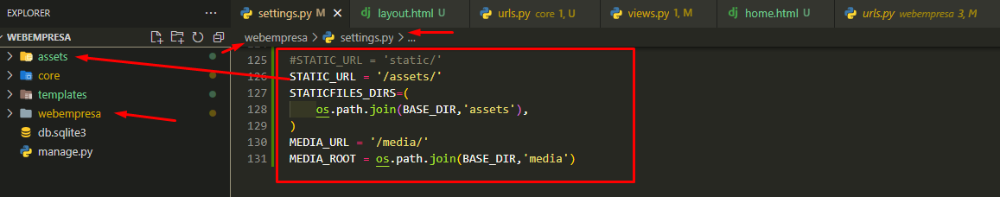 EXPLORER
···
settings.py M ×
layout.html U
urls.py core 1, U
views.py 1, M
home.html U
urls.py webempresa 3, M
WEBEMPRESA
webempresa > settings.py > ...
assets
core
templates
webempresa
db.sqlite3
manage.py
125 #STATIC_URL = 'static/'
126 STATIC_URL = '/assets/'
127 STATICFILES_DIRS=(
128     os.path.join(BASE_DIR,'assets'),
129 )
130 MEDIA_URL = '/media/'
131 MEDIA_ROOT = os.path.join(BASE_DIR,'media')